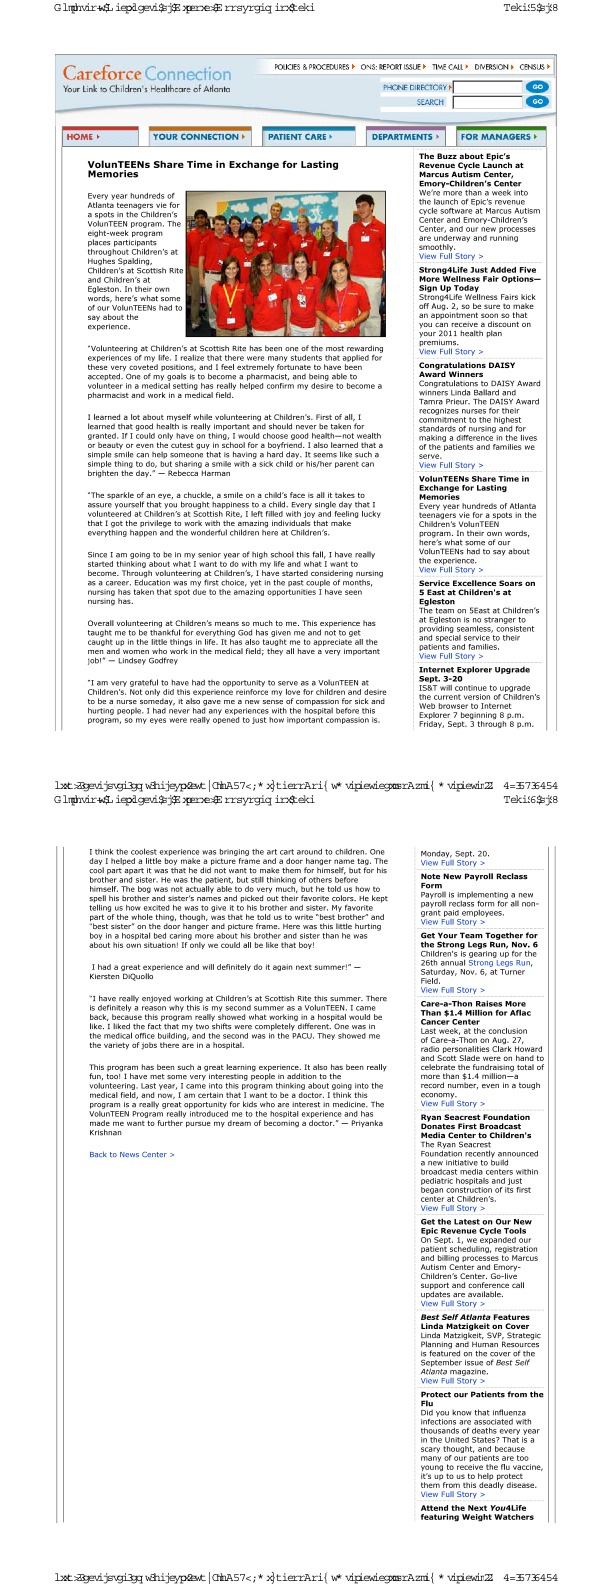 Careforce Connection
Your Link to Children's Healthcare of Atlanta
POLICIES & PROCEDURES
ONS: REPORT ISSUE
TIME CALL
DIVERSION
CENSUS
PHONE DIRECTORY
GO
SEARCH
GO
HOME
YOUR CONNECTION
PATIENT CARE
DEPARTMENTS
FOR MANAGERS
VolunTEENs Share Time in Exchange for Lasting
Memories
Every year hundreds of
Atlanta teenagers vie for
a spots in the Children's
VolunTEEN program. The
eight-week program
places participants
throughout Children's at
Hughes Spalding,
Children's at Scottish Rite
and Children's at
Egleston. In their own
words, here's what some
of our VolunTEENs had to
say about the
experience.
"Volunteering at Children's at Scottish Rite has been one of the most rewarding
experiences of my life. I realize that there were many students that applied for
these very coveted positions, and I feel extremely fortunate to have been
accepted. One of my goals is to become a pharmacist, and being able to
volunteer in a medical setting has really helped confirm my desire to become a
pharmacist and work in a medical field.
I learned a lot about myself while volunteering at Children's. First of all, I
learned that good health is really important and should never be taken for
granted. If I could only have on thing, I would choose good health—not wealth
or beauty or even the cutest guy in school for a boyfriend. I also learned that a
simple smile can help someone that is having a hard day. It seems like such a
simple thing to do, but sharing a smile with a sick child or his/her parent can
brighten the day." — Rebecca Harman
"The sparkle of an eye, a chuckle, a smile on a child's face is all it takes to
assure yourself that you brought happiness to a child. Every single day that I
volunteered at Children's at Scottish Rite, I left filled with joy and feeling lucky
that I got the privilege to work with the amazing individuals that make
everything happen and the wonderful children here at Children's.
Since I am going to be in my senior year of high school this fall, I have really
started thinking about what I want to do with my life and what I want to
become. Through volunteering at Children's, I have started considering nursing
as a career. Education was my first choice, yet in the past couple of months,
nursing has taken that spot due to the amazing opportunities I have seen
nursing has.
Overall volunteering at Children's means so much to me. This experience has
taught me to be thankful for everything God has given me and not to get
caught up in the little things in life. It has also taught me to appreciate all the
men and women who work in the medical field; they all have a very important
job!" — Lindsey Godfrey
"I am very grateful to have had the opportunity to serve as a VolunTEEN at
Children's. Not only did this experience reinforce my love for children and desire
to be a nurse someday, it also gave me a new sense of compassion for sick and
hurting people. I had never had any experiences with the hospital before this
program, so my eyes were really opened to just how important compassion is.
The Buzz about Epic's
Revenue Cycle Launch at
Marcus Autism Center,
Emory-Children's Center
We're more than a week into
the launch of Epic's revenue
cycle software at Marcus Autism
Center and Emory-Children's
Center, and our new processes
are underway and running
smoothly.
View Full Story >
Strong4Life Just Added Five
More Wellness Fair Options—
Sign Up Today
Strong4Life Wellness Fairs kick
off Aug. 2, so be sure to make
an appointment soon so that
you can receive a discount on
your 2011 health plan
premiums.
View Full Story >
Congratulations DAISY
Award Winners
Congratulations to DAISY Award
winners Linda Ballard and
Tamra Prieur. The DAISY Award
recognizes nurses for their
commitment to the highest
standards of nursing and for
making a difference in the lives
of the patients and families we
serve.
View Full Story >
VolunTEENs Share Time in
Exchange for Lasting
Memories
Every year hundreds of Atlanta
teenagers vie for a spots in the
Children's VolunTEEN
program. In their own words,
here's what some of our
VolunTEENs had to say about
the experience.
View Full Story >
Service Excellence Soars on
5 East at Children's at
Egleston
The team on 5East at Children's
at Egleston is no stranger to
providing seamless, consistent
and special service to their
patients and families.
View Full Story >
Internet Explorer Upgrade
Sept. 3-20
IS&T will continue to upgrade
the current version of Children's
Web browser to Internet
Explorer 7 beginning 8 p.m.
Friday, Sept. 3 through 8 p.m.
I think the coolest experience was bringing the art cart around to children. One
day I helped a little boy make a picture frame and a door hanger name tag. The
cool part apart it was that he did not want to make them for himself, but for his
brother and sister. He was the patient, but still thinking of others before
himself. The bog was not actually able to do very much, but he told us how to
spell his brother and sister's names and picked out their favorite colors. He kept
telling us how excited he was to give it to his brother and sister. My favorite
part of the whole thing, though, was that he told us to write "best brother" and
"best sister" on the door hanger and picture frame. Here was this little hurting
boy in a hospital bed caring more about his brother and sister than he was
about his own situation! If only we could all be like that boy!
I had a great experience and will definitely do it again next summer!" —
Kiersten DiQuollo
"I have really enjoyed working at Children's at Scottish Rite this summer. There
is definitely a reason why this is my second summer as a VolunTEEN. I came
back, because this program really showed what working in a hospital would be
like. I liked the fact that my two shifts were completely different. One was in
the medical office building, and the second was in the PACU. They showed me
the variety of jobs there are in a hospital.
This program has been such a great learning experience. It also has been really
fun, too! I have met some very interesting people in addition to the
volunteering. Last year, I came into this program thinking about going into the
medical field, and now, I am certain that I want to be a doctor. I think this
program is a really great opportunity for kids who are interest in medicine. The
VolunTEEN Program really introduced me to the hospital experience and has
made me want to further pursue my dream of becoming a doctor." — Priyanka
Krishnan
Back to News Center >
Monday, Sept. 20.
View Full Story >
Note New Payroll Reclass
Form
Payroll is implementing a new
payroll reclass form for all non-
grant paid employees.
View Full Story >
Get Your Team Together for
the Strong Legs Run, Nov. 6
Children's is gearing up for the
26th annual Strong Legs Run,
Saturday, Nov. 6, at Turner
Field.
View Full Story >
Care-a-Thon Raises More
Than $1.4 Million for Aflac
Cancer Center
Last week, at the conclusion
of Care-a-Thon on Aug. 27,
radio personalities Clark Howard
and Scott Slade were on hand to
celebrate the fundraising total of
more than $1.4 million—a
record number, even in a tough
economy.
View Full Story >
Ryan Seacrest Foundation
Donates First Broadcast
Media Center to Children's
The Ryan Seacrest
Foundation recently announced
a new initiative to build
broadcast media centers within
pediatric hospitals and just
began construction of its first
center at Children's.
View Full Story >
Get the Latest on Our New
Epic Revenue Cycle Tools
On Sept. 1, we expanded our
patient scheduling, registration
and billing processes to Marcus
Autism Center and Emory-
Children's Center. Go-live
support and conference call
updates are available.
View Full Story >
Best Self Atlanta Features
Linda Matzigkeit on Cover
Linda Matzigkeit, SVP, Strategic
Planning and Human Resources
is featured on the cover of the
September issue of Best Self
Atlanta magazine.
View Full Story >
Protect our Patients from the
Flu
Did you know that influenza
infections are associated with
thousands of deaths every year
in the United States? That is a
scary thought, and because
many of our patients are too
young to receive the flu vaccine,
it's up to us to help protect
them from this deadly disease.
View Full Story >
Attend the Next You4Life
featuring Weight Watchers